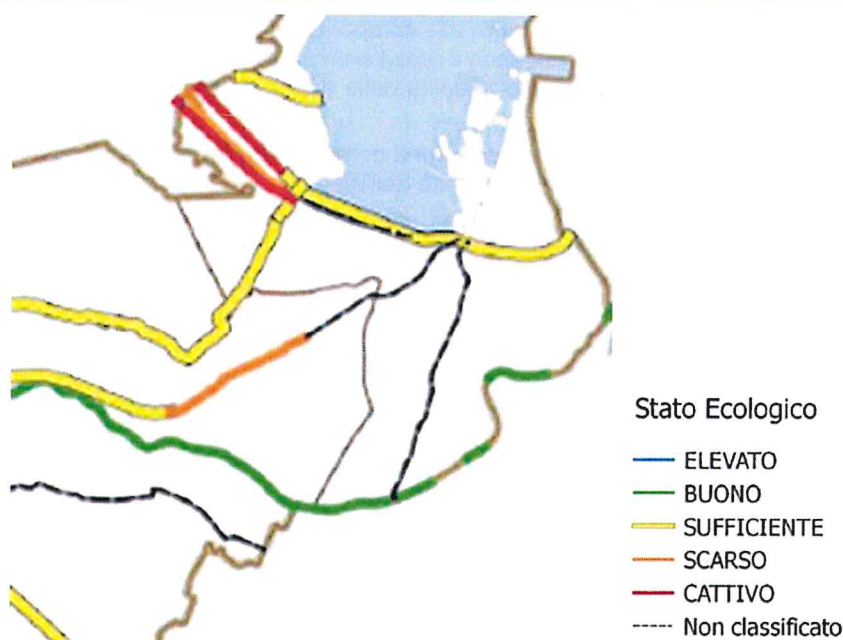 Stato Ecologico
ELEVATO
BUONO
SUFFICIENTE
SCARSO
CATTIVO
Non classificato